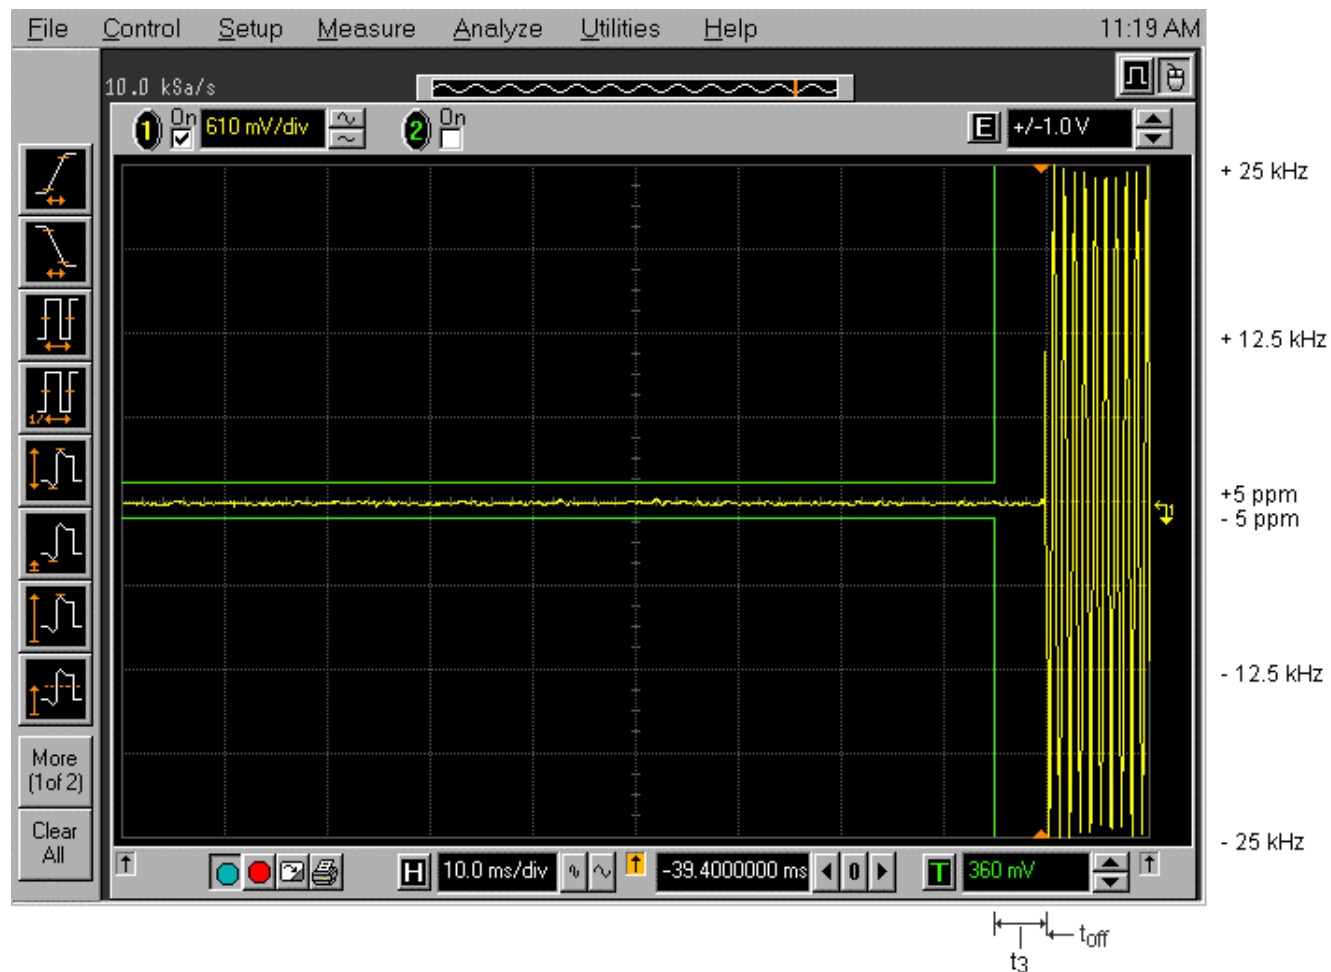 File Control Setup Measure Analyze Utilities Help 11:19 AM
10.0 kSa/s
1 On 610 mV/div 2 On E +/-1.0 V
+ 25 kHz
+ 12.5 kHz
+5 ppm
- 5 ppm
1
- 12.5 kHz
- 25 kHz
1/
More
(1of 2)
Clear
All
H 10.0 ms/div -39.4000000 ms 0 T 360 mV
toff
t3